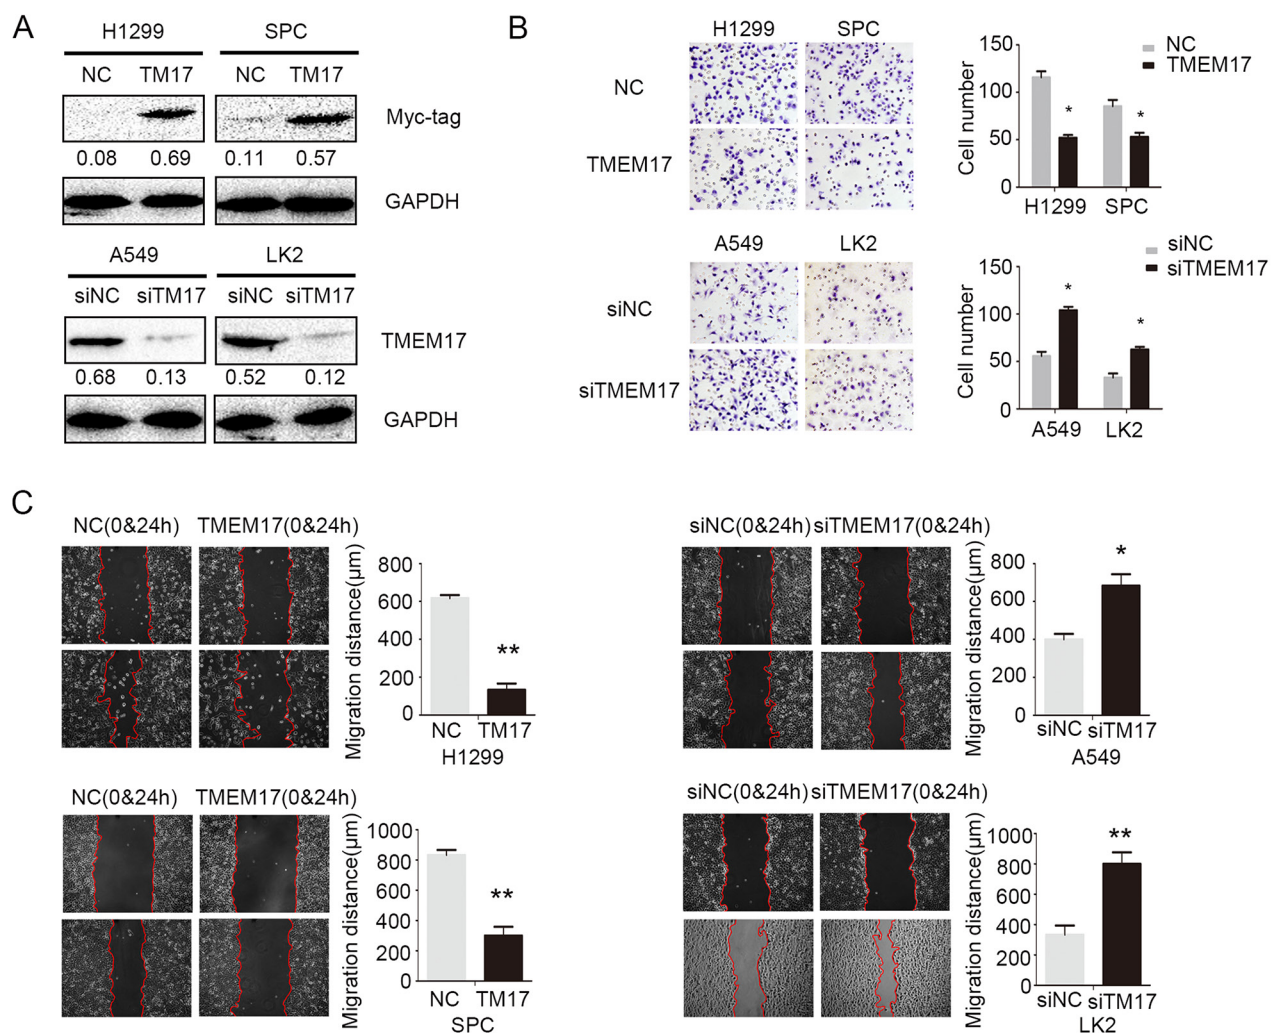 A
H1299 SPC
NC TM17 NC TM17
Myc-tag
0.08 0.69 0.11 0.57
GAPDH
A549 LK2
siNC siTM17 siNC siTM17
TMEM17
0.68 0.13 0.52 0.12
GAPDH
B
H1299 SPC
NC
TMEM17
A549 LK2
siNC
siTMEM17
NC
TMEM17
Cell number
150
100
50
0
* *
H1299 SPC
siNC
siTMEM17
Cell number
150
100
50
0
* *
A549 LK2
C
NC(0&24h) TMEM17(0&24h)
Migration distance(μm)
800
600
400
200
0
**
NC TM17
H1299
siNC(0&24h) siTMEM17(0&24h)
Migration distance(μm)
800
600
400
200
0
*
siNC siTM17
A549
NC(0&24h) TMEM17(0&24h)
Migration distance(μm)
1000
800
600
400
200
0
**
NC TM17
SPC
siNC(0&24h) siTMEM17(0&24h)
Migration distance(μm)
1000
800
600
400
200
0
**
siNC siTM17
LK2